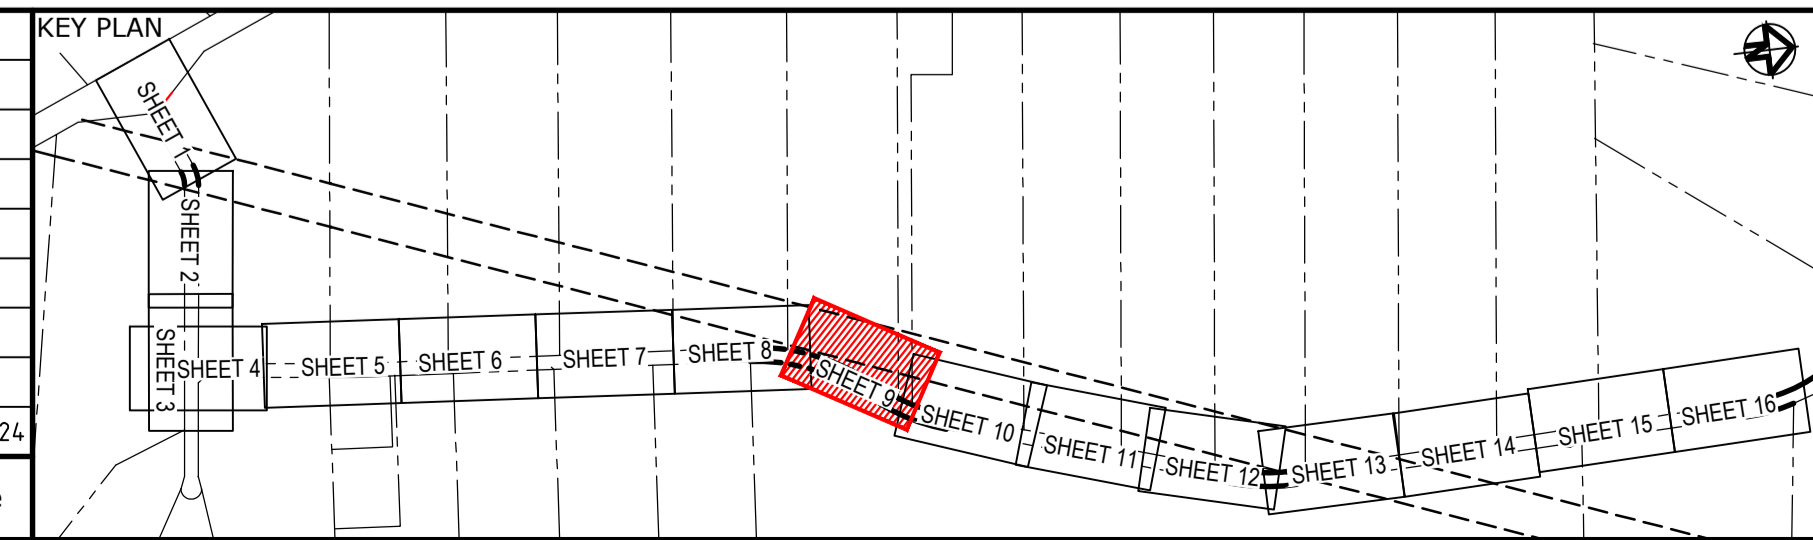 KEY PLAN
N
SHEET 1
SHEET 2
SHEET 3
SHEET 4
SHEET 5
SHEET 6
SHEET 7
SHEET 8
SHEET 9
SHEET 10
SHEET 11
SHEET 12
SHEET 13
SHEET 14
SHEET 15
SHEET 16
24